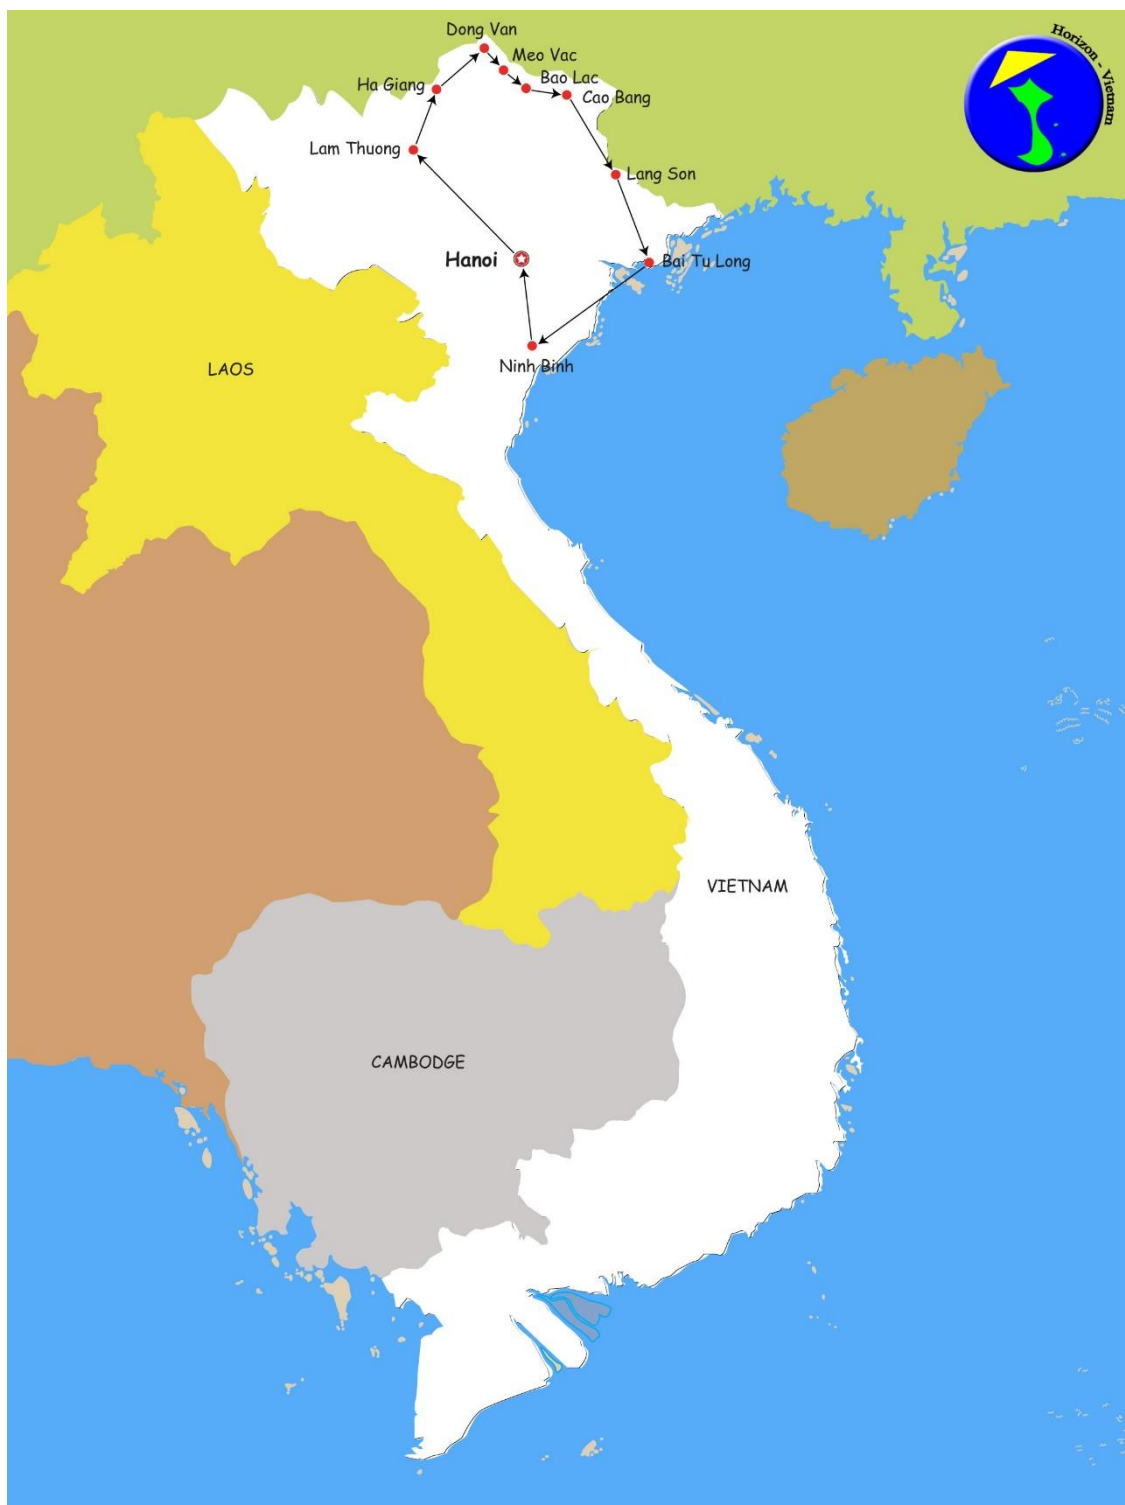 Dong Van
Meo Vac
Ha Giang
Bao Lac
Cao Bang
Lam Thuong
Lang Son
Hanoi
Bai Tu Long
Ninh Binh
LAOS
VIETNAM
CAMBODGE
Horizon - Vietnam